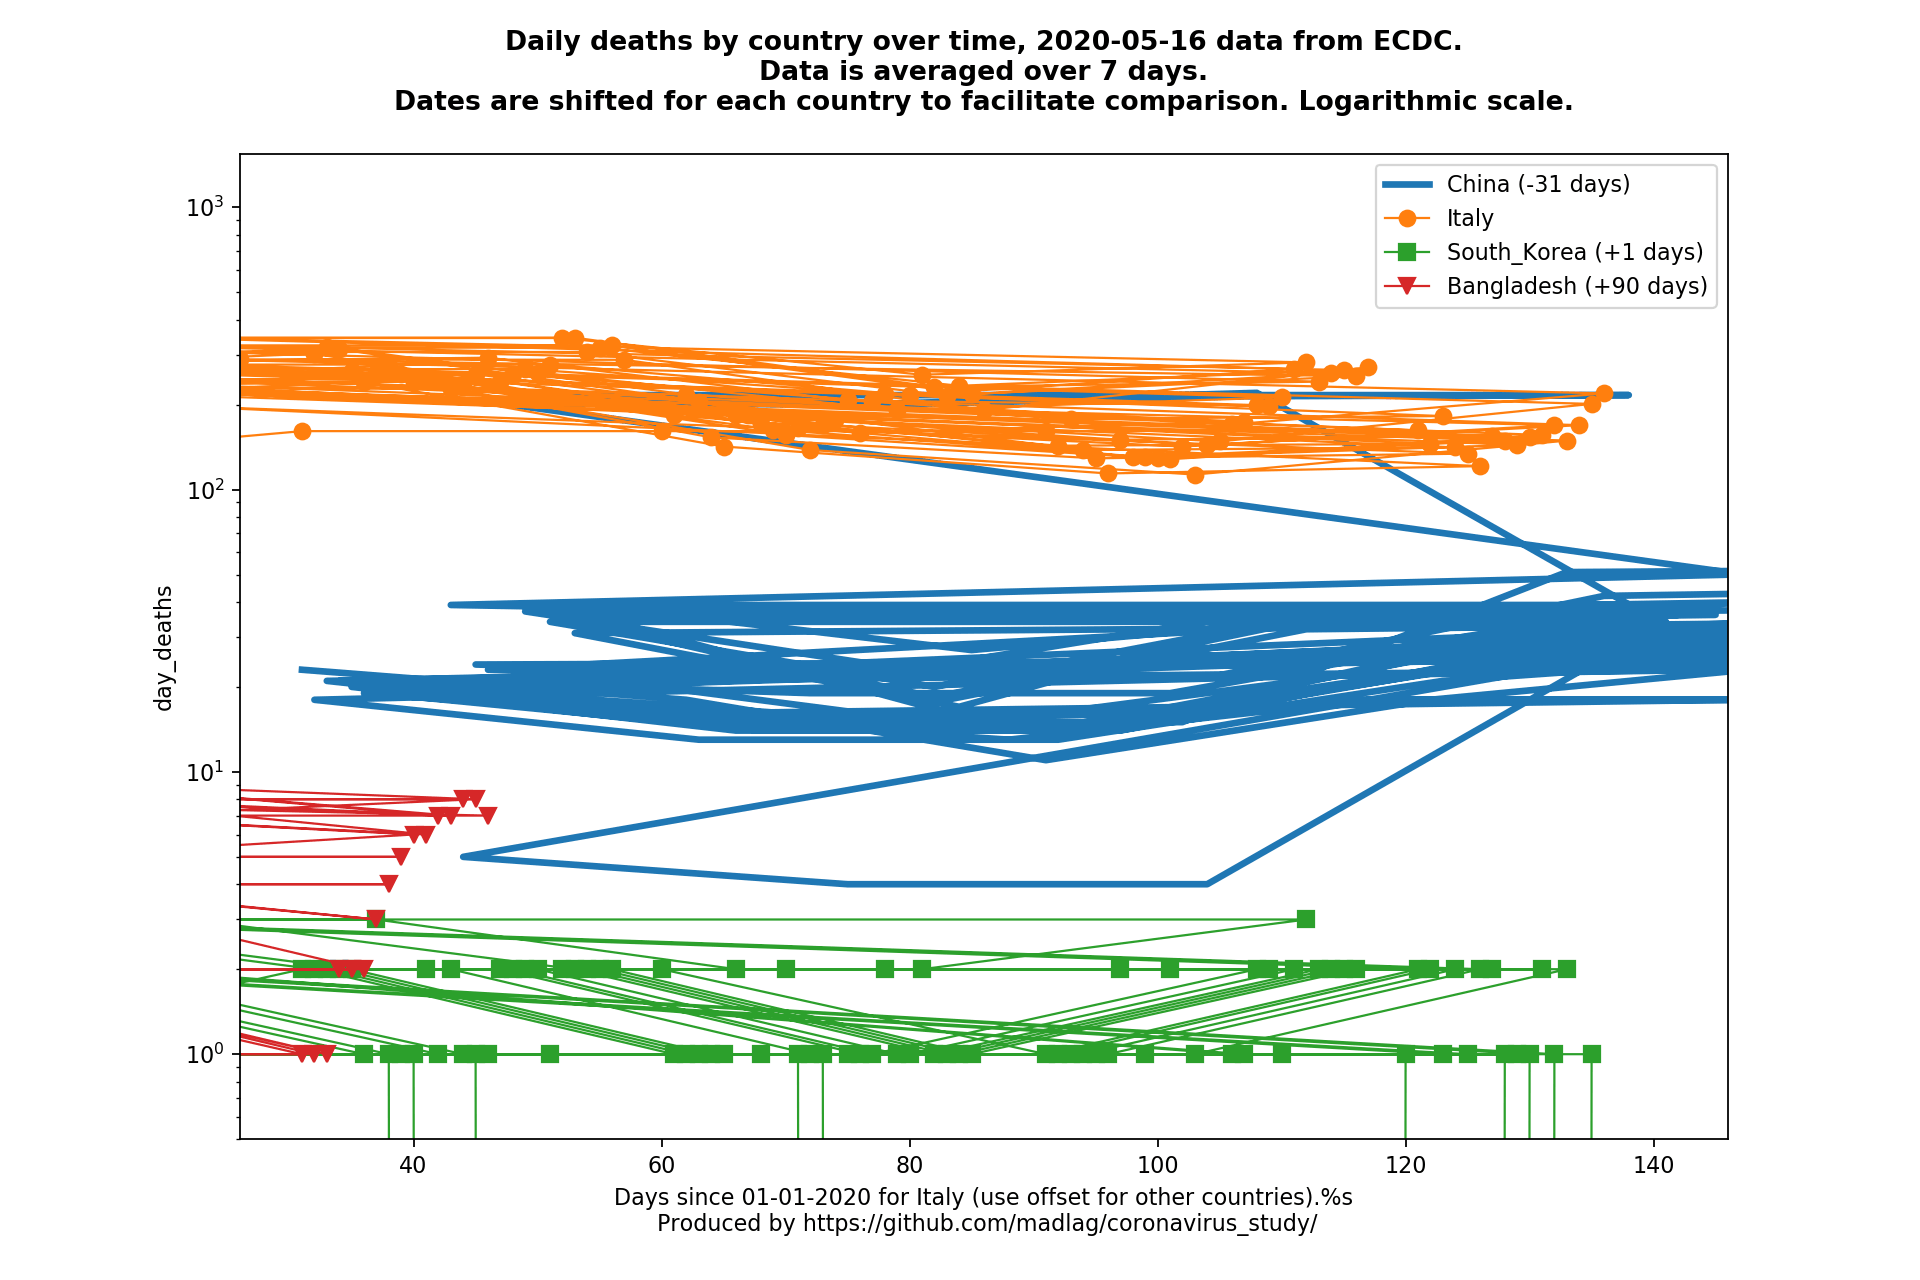 Daily deaths by country over time, 2020-05-16 data from ECDC.
Data is averaged over 7 days.
Dates are shifted for each country to facilitate comparison. Logarithmic scale.
China (-31 days)
Italy
South_Korea (+1 days)
Bangladesh (+90 days)
10³
10²
10¹
10⁰
day_deaths
40 60 80 100 120 140
Days since 01-01-2020 for Italy (use offset for other countries).%s
Produced by https://github.com/madlag/coronavirus_study/